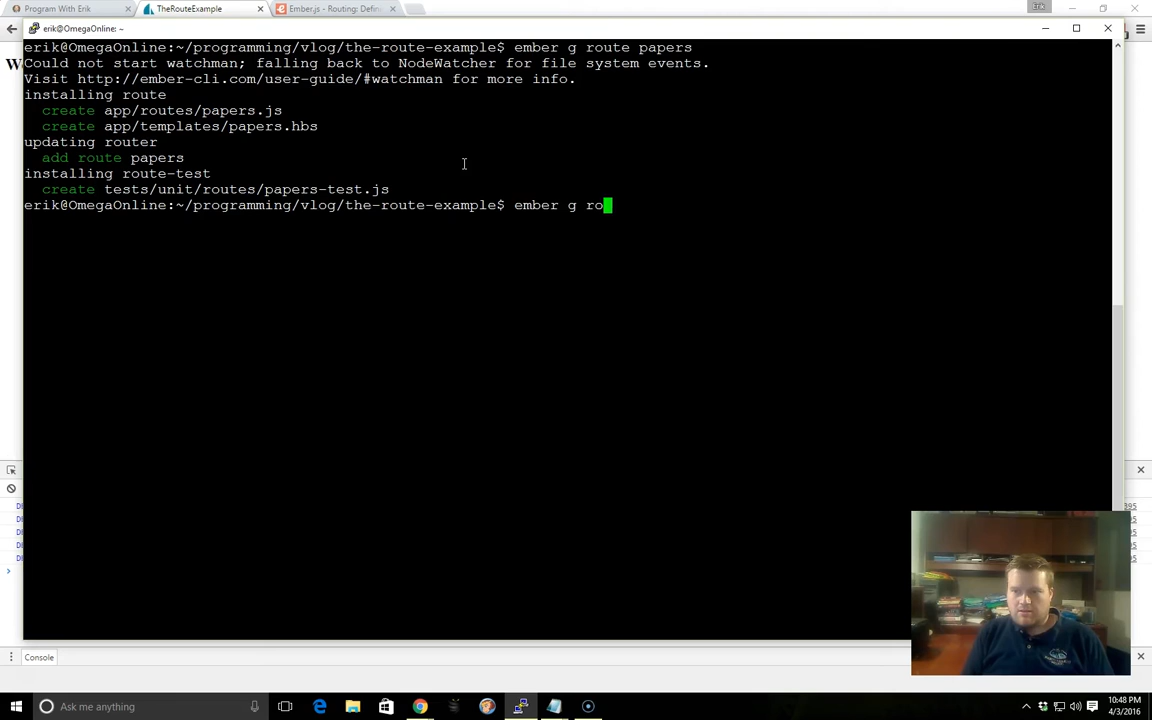 Program With Erik
TheRouteExample
Ember.js - Routing: Defin
Erik
erik@OmegaOnline: ~
erik@OmegaOnline:~/programming/vlog/the-route-example$ ember g route papers
Could not start watchman; falling back to NodeWatcher for file system events.
Visit http://ember-cli.com/user-guide/#watchman for more info.
installing route
create app/routes/papers.js
create app/templates/papers.hbs
updating router
add route papers
installing route-test
create tests/unit/routes/papers-test.js
erik@OmegaOnline:~/programming/vlog/the-route-example$ ember g ro
Console
Ask me anything
10:48 PM
4/3/2016